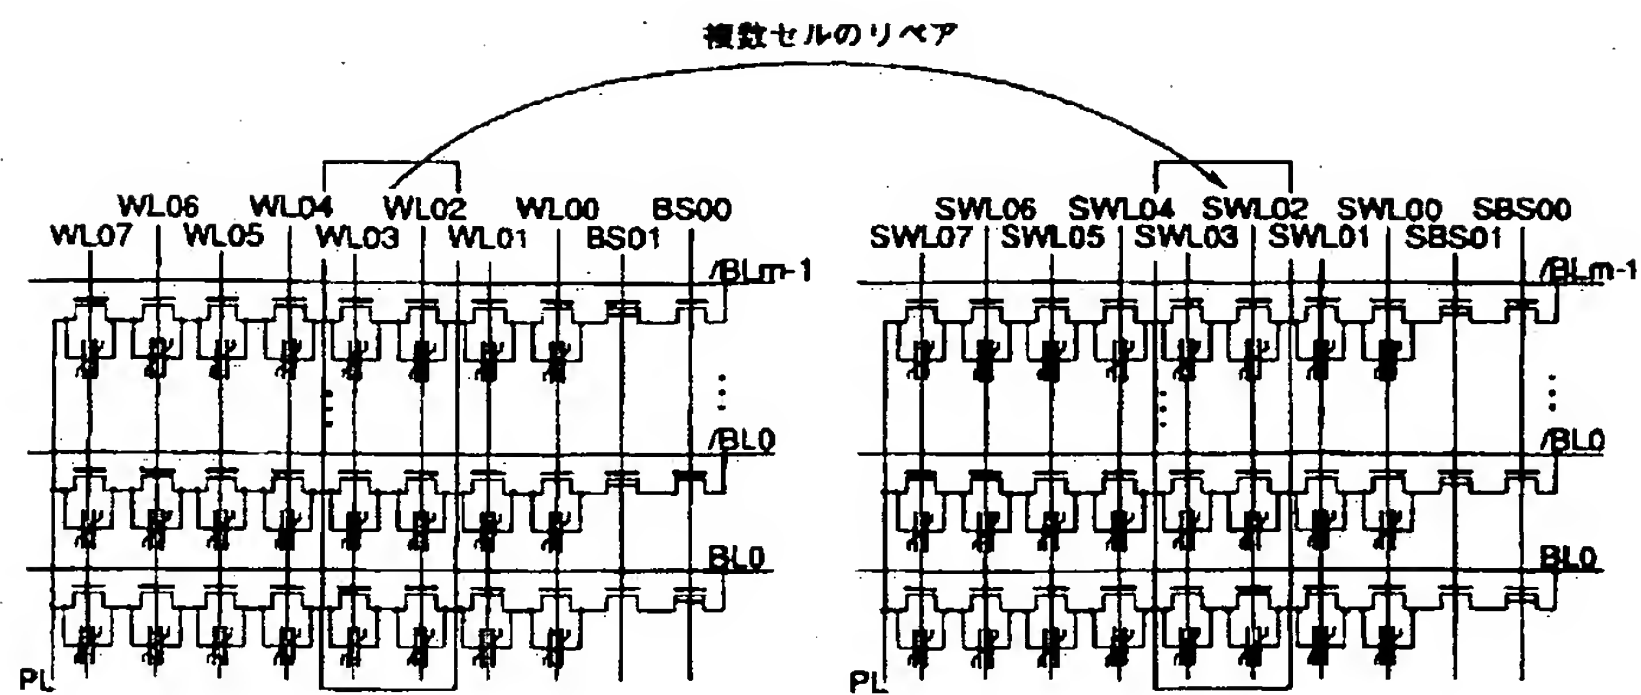 複数セルのリペア
WL06 WL04 WL02 WL00 BS00
WL07 WL05 WL03 WL01 BS01
/BLm-1
/BL0
BL0
PL
SWL06 SWL04 SWL02 SWL00 SBS00
SWL07 SWL05 SWL03 SWL01 SBS01
/BLm-1
/BL0
BL0
PL